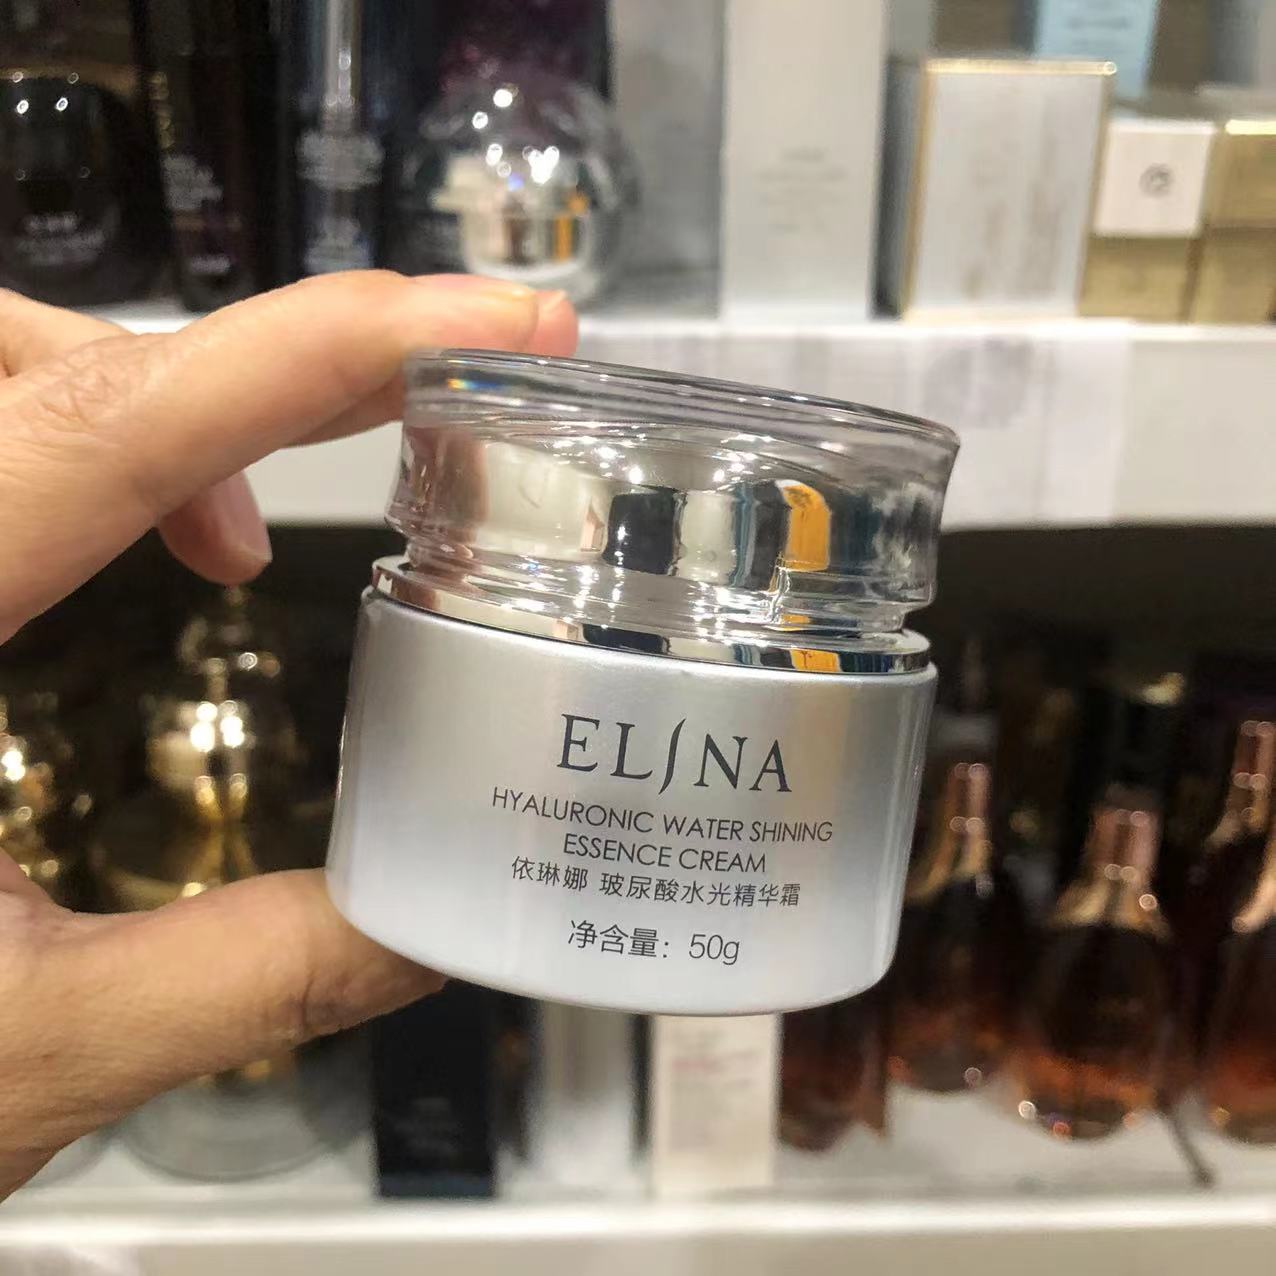 ELINA
HYALURONIC WATER SHINING
ESSENCE CREAM
依琳娜 玻尿酸水光精华霜
净含量：50g